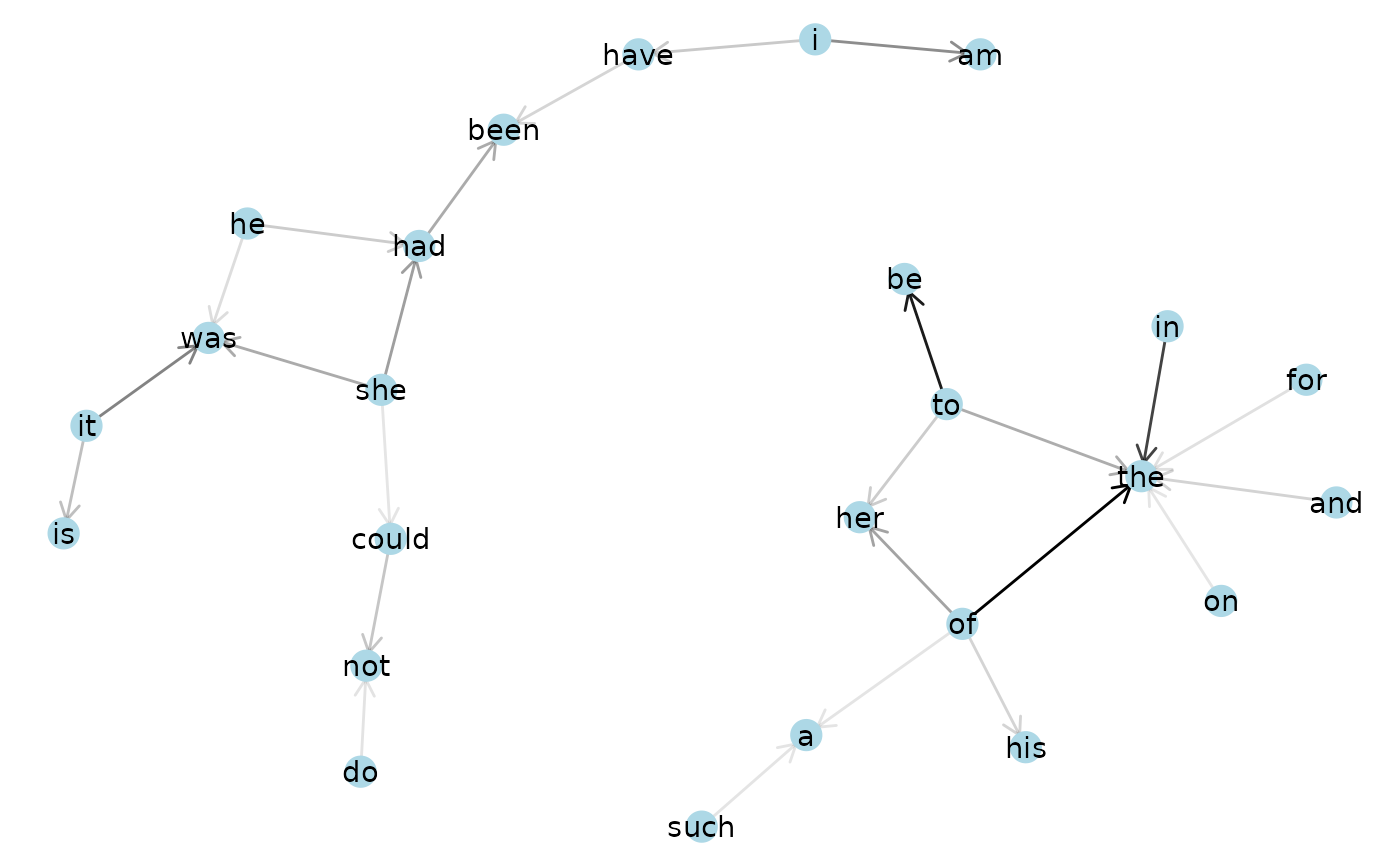 i
have
am
been
he
had
be
in
was
for
she
to
it
the
and
her
is
could
on
of
not
a
his
do
such